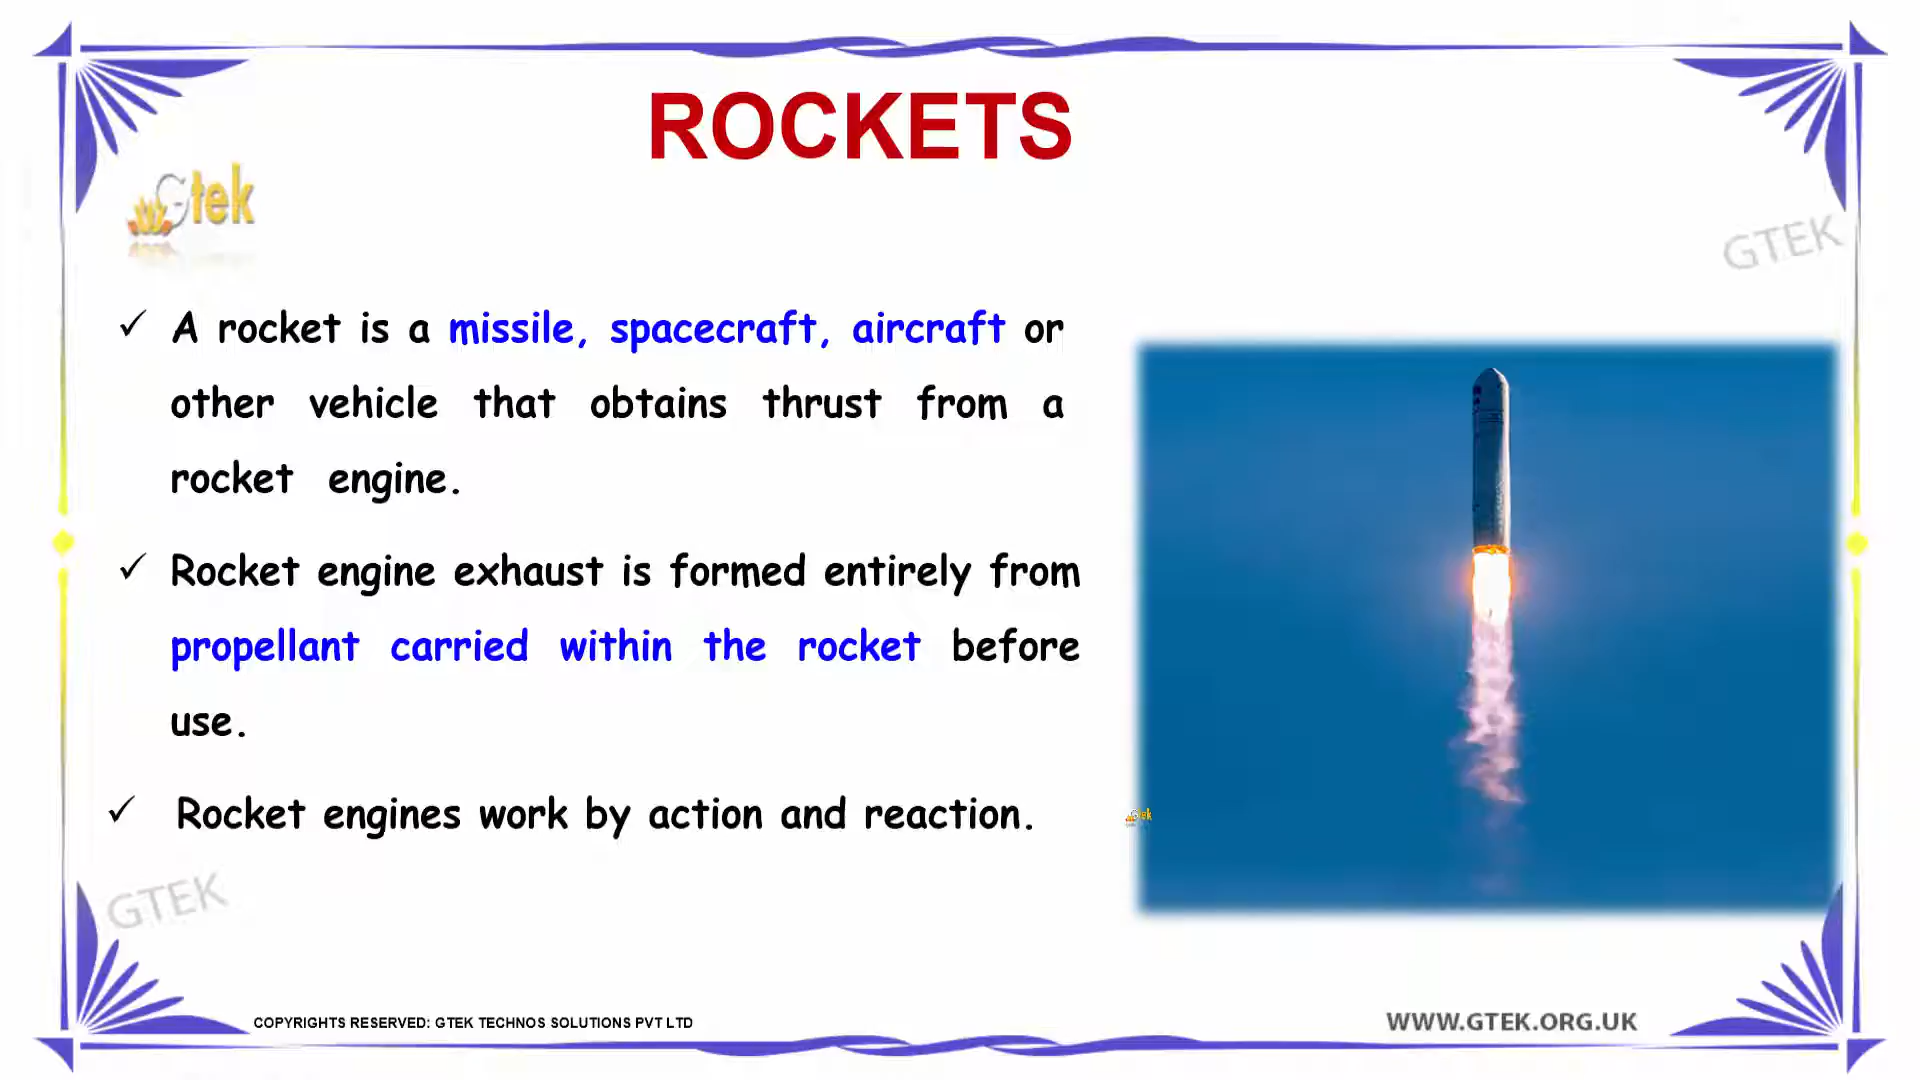 ROCKETS
Gtek
GTEK
✓ A rocket is a missile, spacecraft, aircraft or
other vehicle that obtains thrust from a
rocket engine.
✓ Rocket engine exhaust is formed entirely from
propellant carried within the rocket before
use.
✓ Rocket engines work by action and reaction.
Gtek
GTEK
COPYRIGHTS RESERVED: GTEK TECHNOS SOLUTIONS PVT LTD
WWW.GTEK.ORG.UK